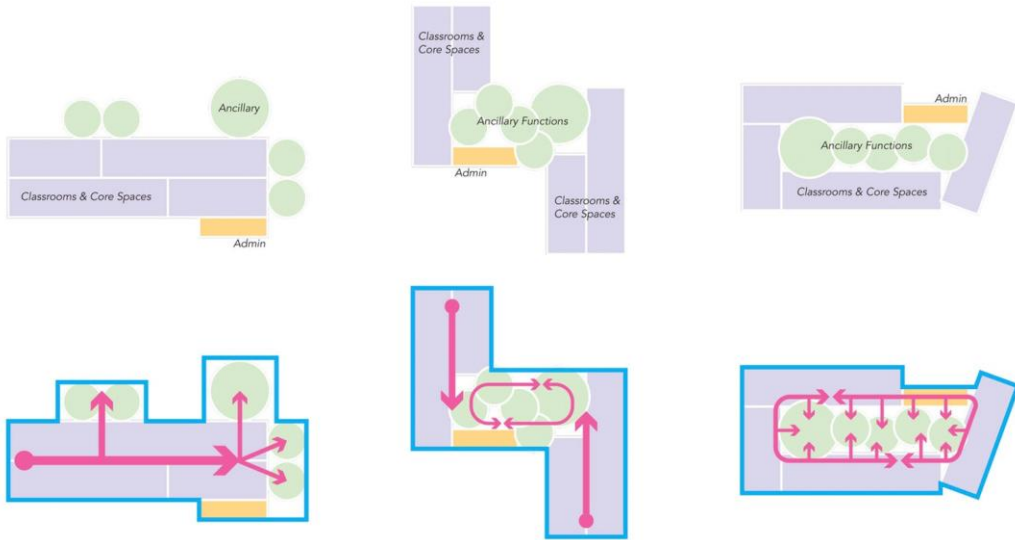 Ancillary
Classrooms & Core Spaces
Admin
Classrooms &
Core Spaces
Ancillary Functions
Admin
Classrooms &
Core Spaces
Admin
Ancillary Functions
Classrooms & Core Spaces